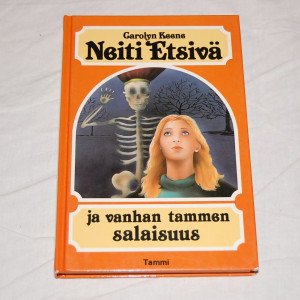 Carolyn Keene
Neiti Etsivä
ja vanhan tammen
salaisuus
Tammi